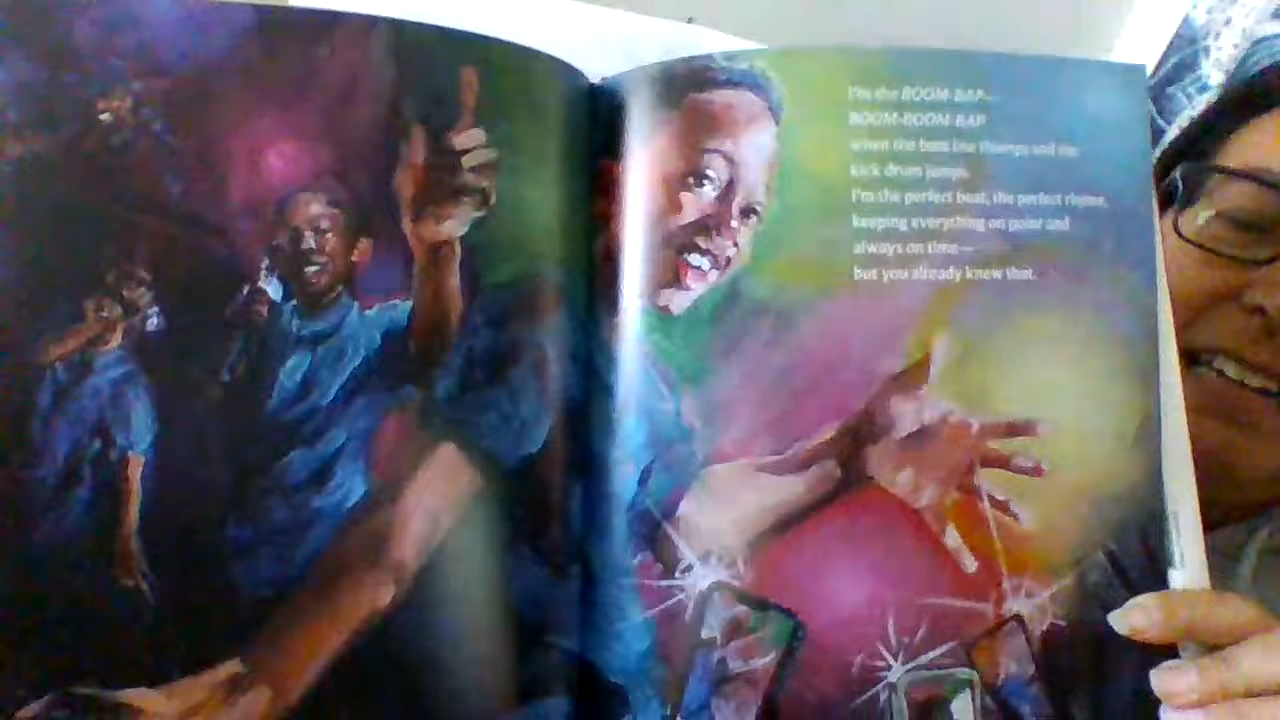 I'm the BOOM-BAP—
BOOM-BOOM-BAP
when the bass line thumps and the
kick drum jumps.
I'm the perfect beat, the perfect rhyme,
keeping everything on point and
always on time—
but you already knew that.